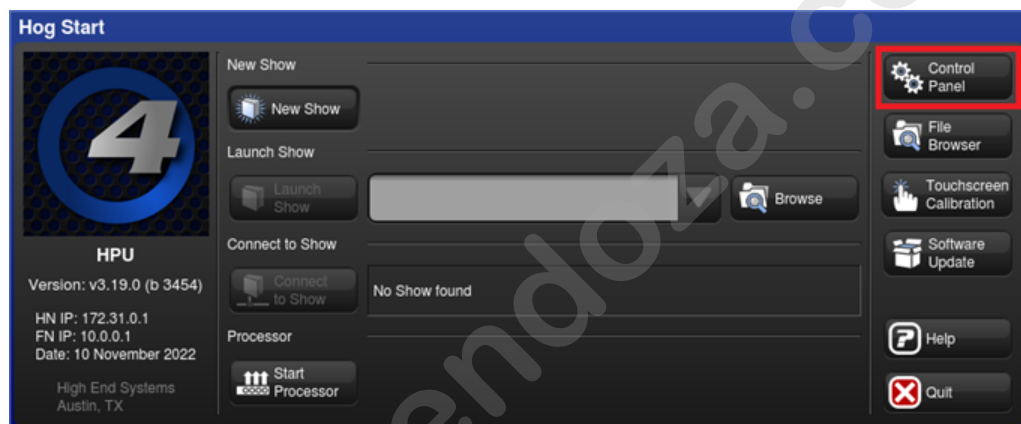 Hog Start
4
HPU
Version: v3.19.0 (b 3454)
HN IP: 172.31.0.1
FN IP: 10.0.0.1
Date: 10 November 2022
High End Systems
Austin, TX
New Show
New Show
Launch Show
Launch
Show
Browse
Connect to Show
Connect
to Show
No Show found
Processor
Start
Processor
Control
Panel
File
Browser
Touchscreen
Calibration
Software
Update
? Help
Quit
endoza.c